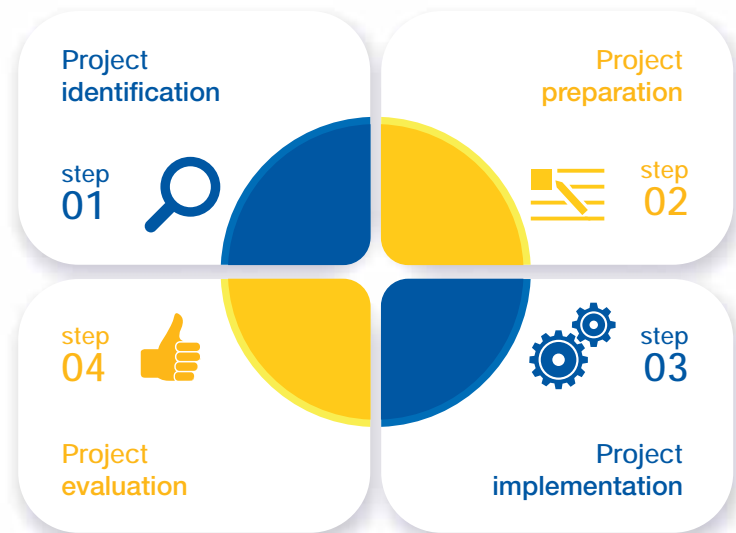 Project
identification
step
01
Project
preparation
step
02
step
03
Project
implementation
step
04
Project
evaluation